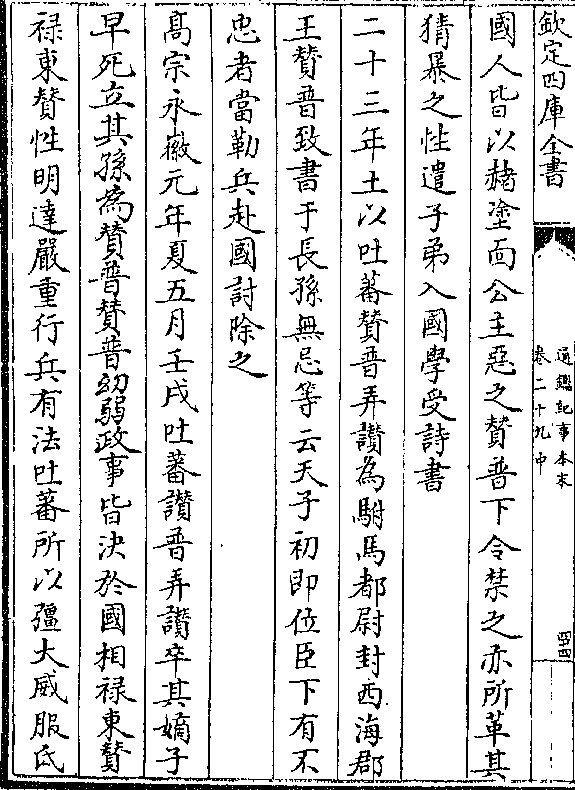 欽定四庫全書
通鑑紀事本末
卷二十九中
四四
國人皆以赭塗面公主惡之贊普下令禁之亦所革其
猜暴之性遣子弟入國學受詩書
二十三年土以吐蕃贊普弄讃為駙馬都尉封西海郡
王贊普致書于長孫無忌等云天子初即位臣下有不
忠者當勒兵赴國討除之
髙宗永徽元年夏五月壬戌吐蕃讃普弄讃卒其嫡子
早死立其孫為贊普贊普幼弱政事皆決於國相禄東贊
禄東贊性明達嚴重行兵有法吐蕃所以彊大威服氐